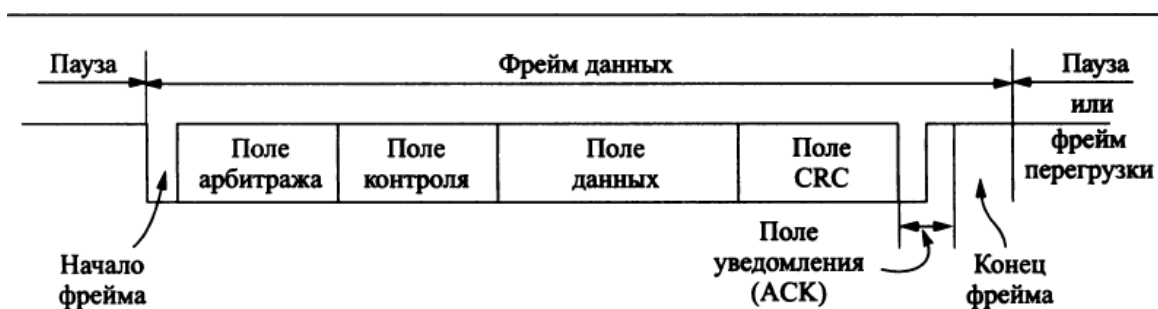 Пауза
Фрейм данных
Пауза
или
фрейм
перегрузки
Поле
арбитража
Поле
контроля
Поле
данных
Поле
CRC
Начало
фрейма
Поле
уведомления
(ACK)
Конец
фрейма